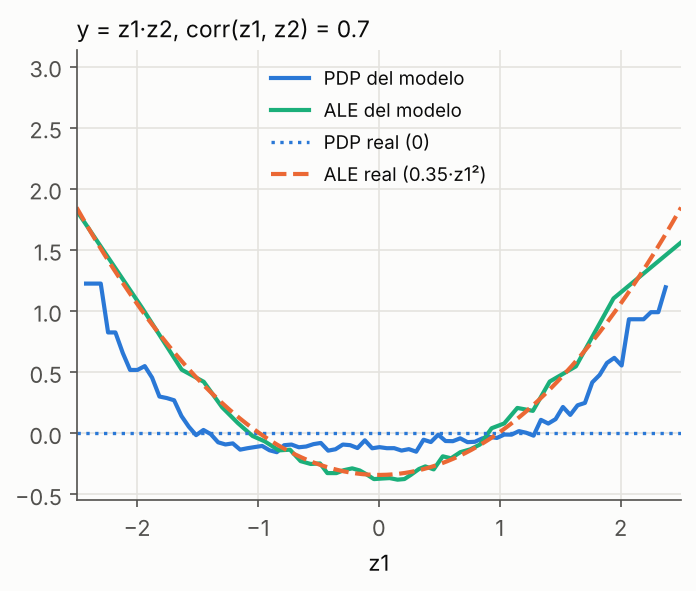 y = z1·z2, corr(z1, z2) = 0.7
3.0
2.5
2.0
1.5
1.0
0.5
0.0
−0.5
PDP del modelo
ALE del modelo
PDP real (0)
ALE real (0.35·z1²)
−2 −1 0 1 2
z1